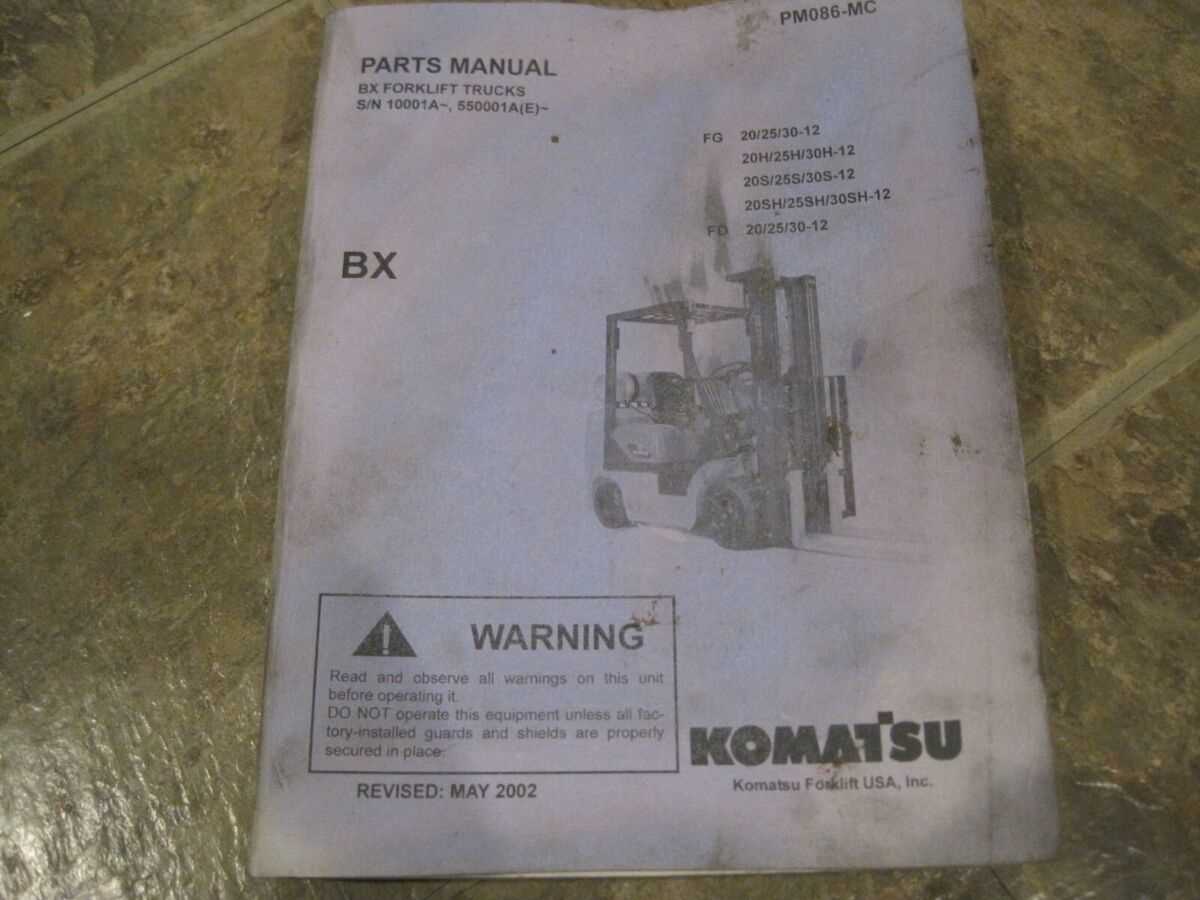 PM086-MC
PARTS MANUAL
BX FORKLIFT TRUCKS
S/N 10001A~, 550001A(E)~
FG 20/25/30-12
20H/25H/30H-12
20S/25S/30S-12
20SH/25SH/30SH-12
FD 20/25/30-12
BX
WARNING
Read and observe all warnings on this unit
before operating it.
DO NOT operate this equipment unless all fac-
tory-installed guards and shields are properly
secured in place.
KOMATSU
Komatsu Forklift USA, Inc.
REVISED: MAY 2002